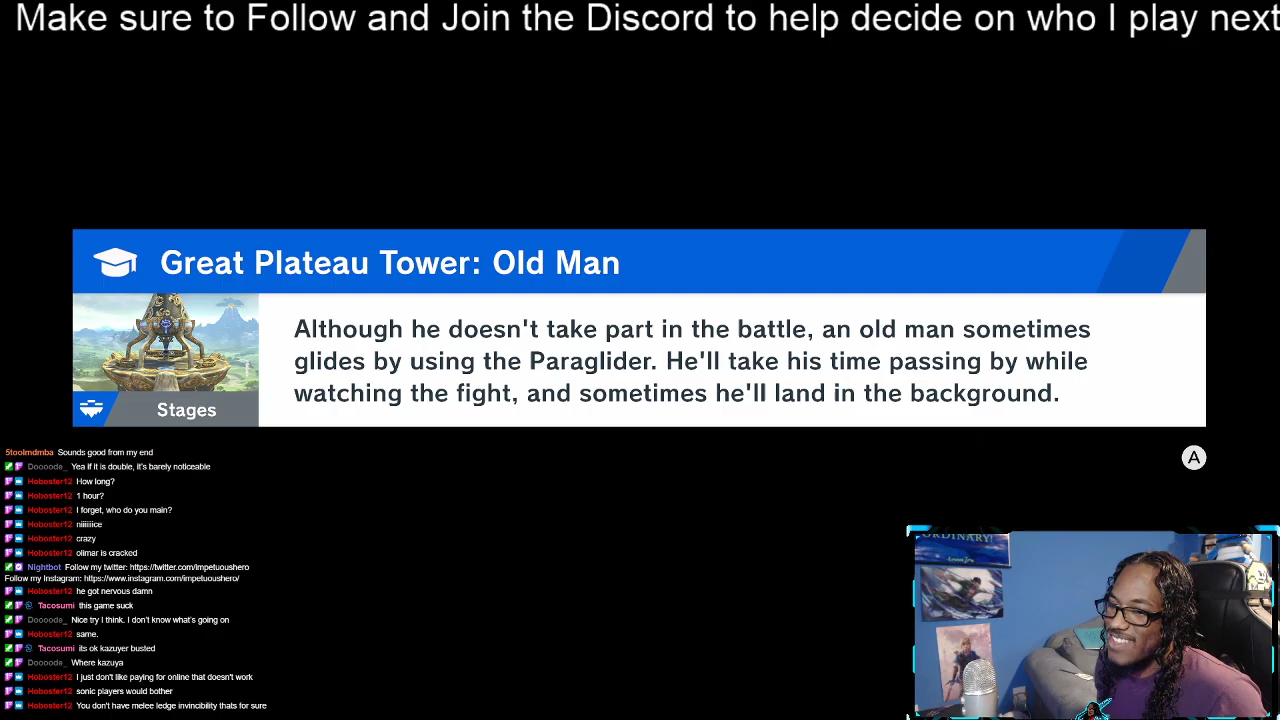 Make sure to Follow and Join the Discord to help decide on who I play next
Great Plateau Tower: Old Man
Although he doesn't take part in the battle, an old man sometimes
glides by using the Paraglider. He'll take his time passing by while
watching the fight, and sometimes he'll land in the background.
Stages
A
5toolmdmba Sounds good from my end
Doooode_ Yea if it is double, it's barely noticeable
Hoboster12 How long?
Hoboster12 1 hour?
Hoboster12 I forget, who do you main?
Hoboster12 niiiiiice
Hoboster12 crazy
Hoboster12 olimar is cracked
Nightbot Follow my twitter: https://twitter.com/impetuoushero
Follow my Instagram: https://www.instagram.com/impetuoushero/
Hoboster12 he got nervous damn
Tacosumi this game suck
Doooode_ Nice try I think. I don't know what's going on
Hoboster12 same.
Tacosumi its ok kazuyer busted
Doooode_ Where kazuya
Hoboster12 I just don't like paying for online that doesn't work
Hoboster12 sonic players would bother
Hoboster12 You don't have melee ledge invincibility thats for sure
ORDINARY!